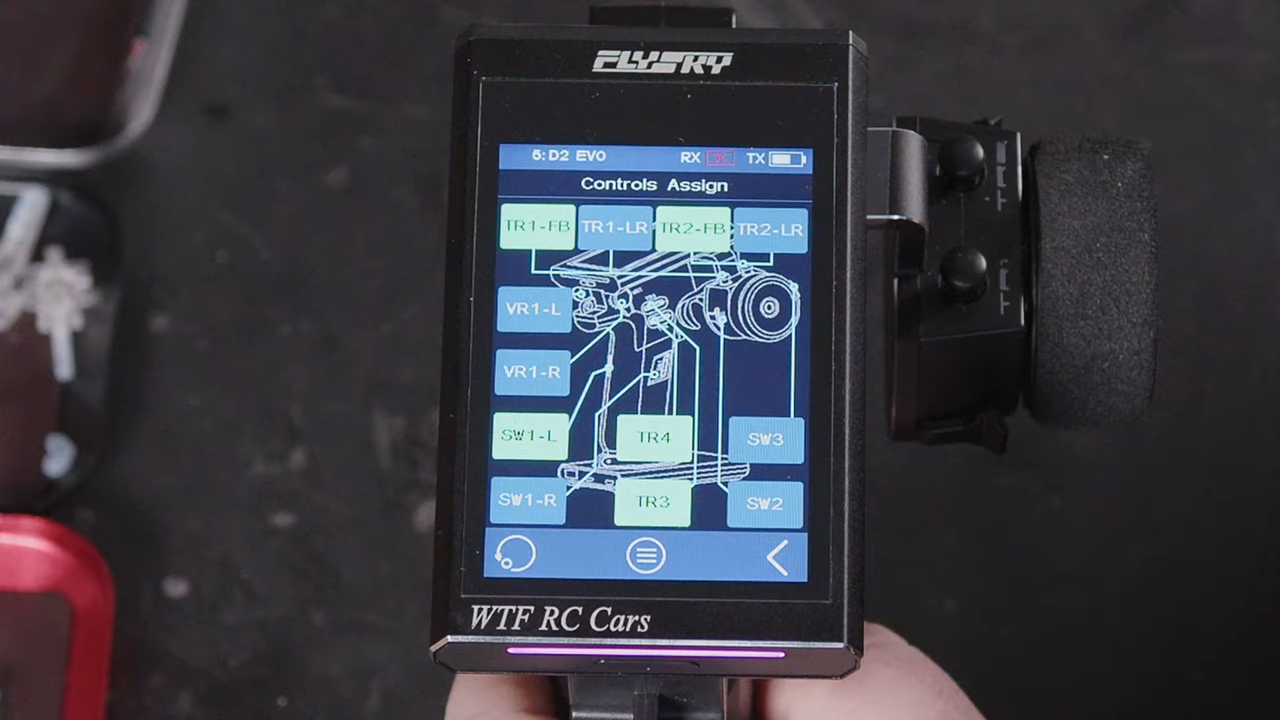 FLYSKY
5: D2 EVO RX TX
Controls Assign
TR1-FB TR1-LR TR2-FB TR2-LR
VR1-L
VR1-R
SW1-L TR4 SW3
SW1-R TR3 SW2
WTF RC Cars